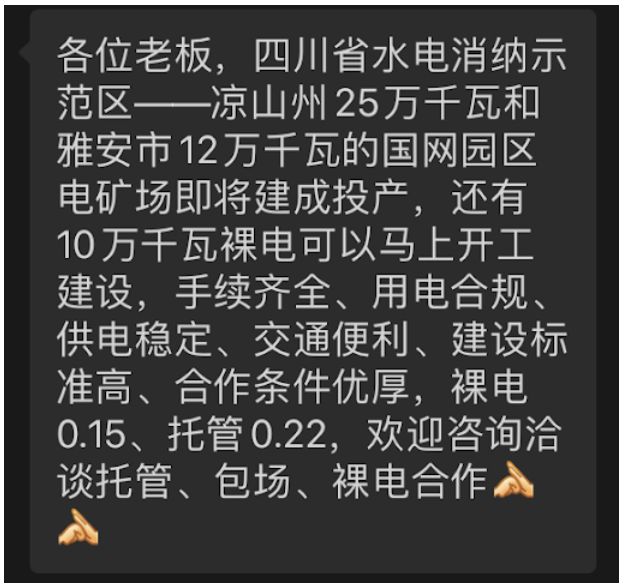 各位老板，四川省水电消纳示
范区——凉山州25万千瓦和
雅安市12万千瓦的国网园区
电矿场即将建成投产，还有
10万千瓦裸电可以马上开工
建设，手续齐全、用电合规、
供电稳定、交通便利、建设标
准高、合作条件优厚，裸电
0.15、托管0.22，欢迎咨询洽
谈托管、包场、裸电合作